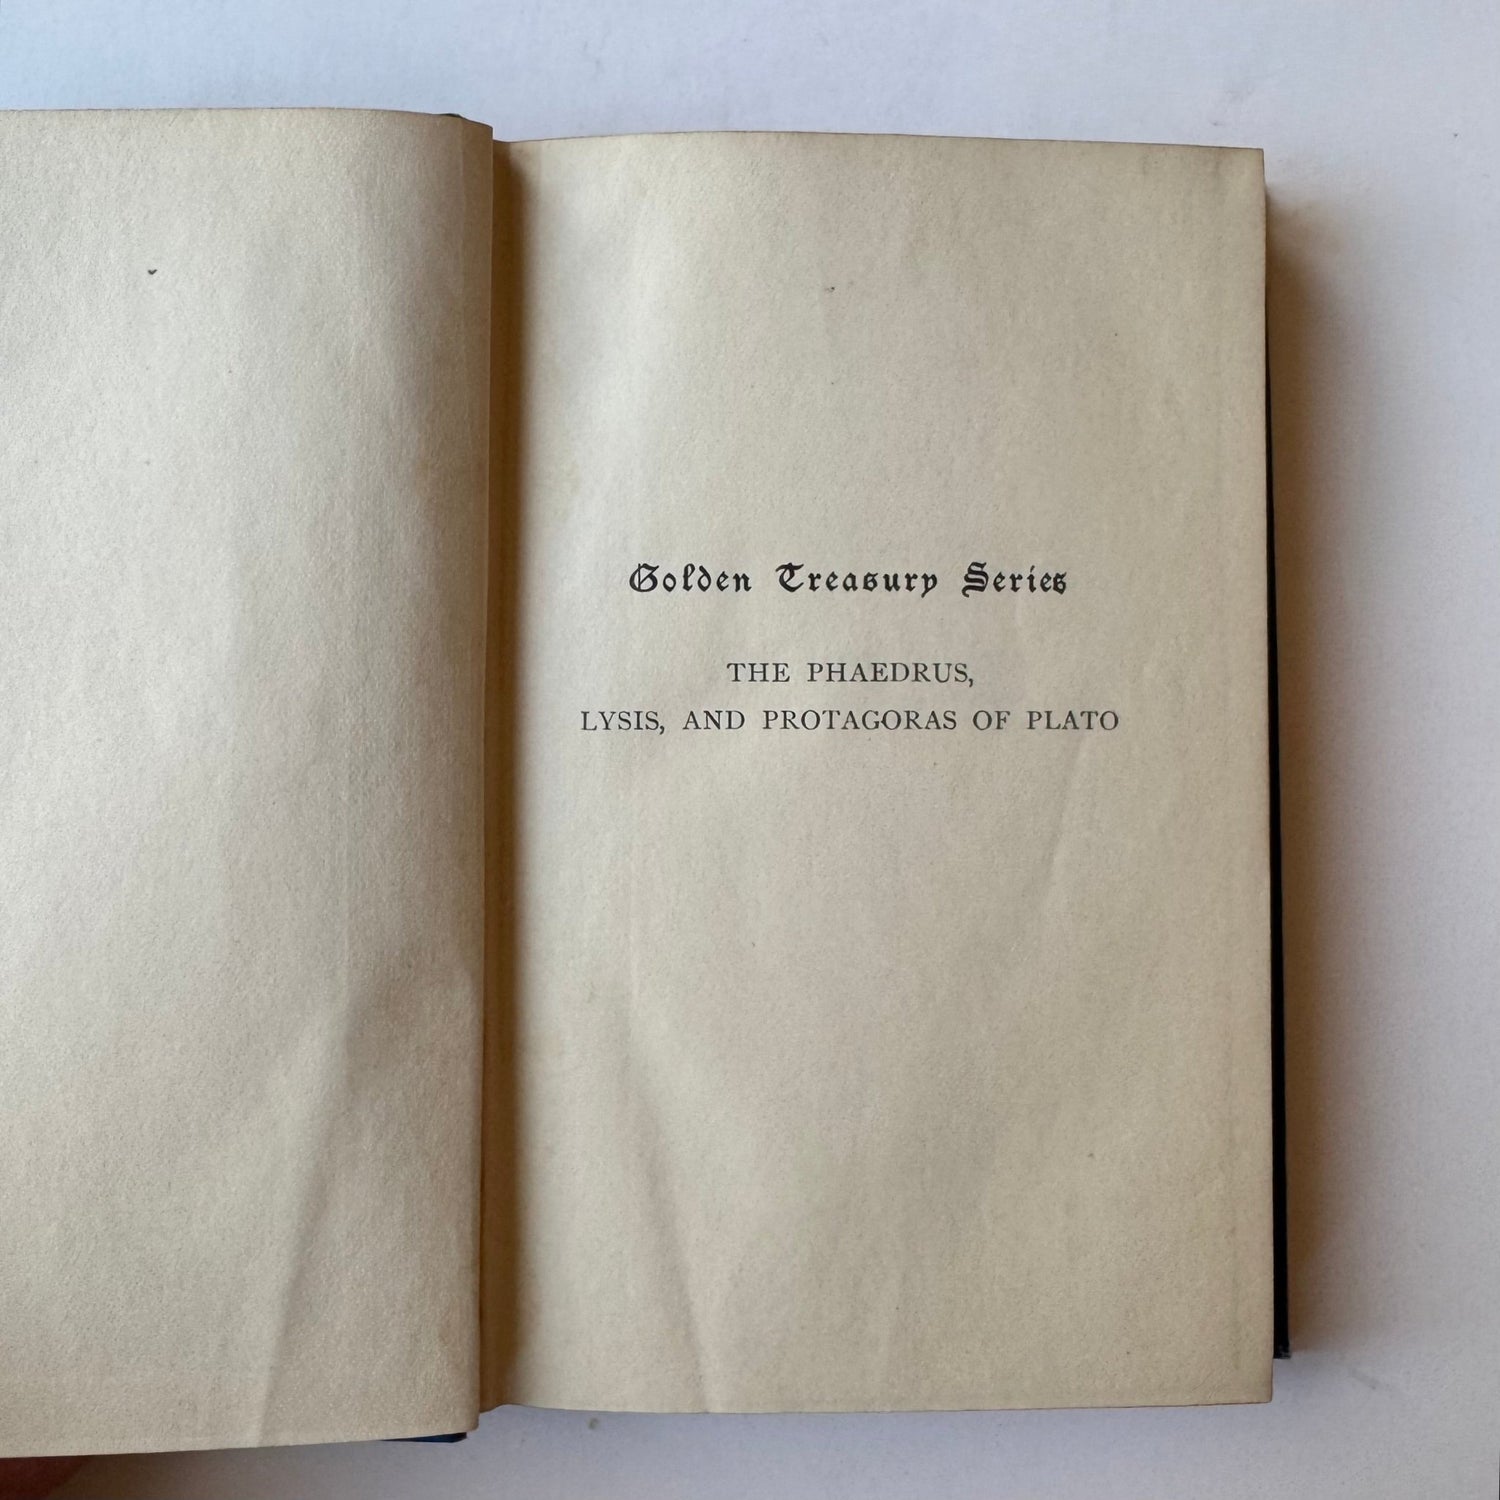 Golden Treasury Series
THE PHAEDRUS,
LYSIS, AND PROTAGORAS OF PLATO